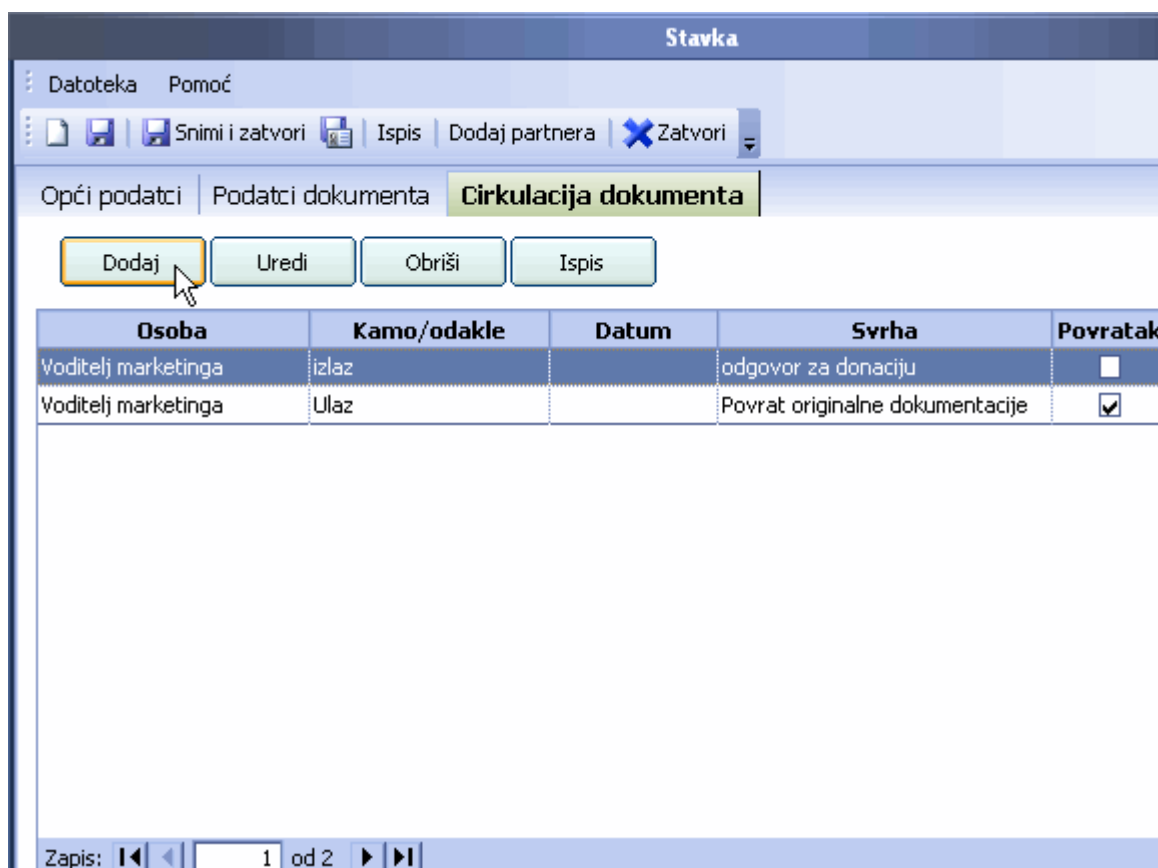 Stavka
Datoteka Pomoć
Snimi i zatvori Ispis Dodaj partnera Zatvori
Opći podatci Podatci dokumenta Cirkulacija dokumenta
Dodaj Uredi Obriši Ispis
Osoba Kamo/odakle Datum Svrha Povratak
Voditelj marketinga izlaz odgovor za donaciju
Voditelj marketinga Ulaz Povrat originalne dokumentacije
Zapis: 1 od 2